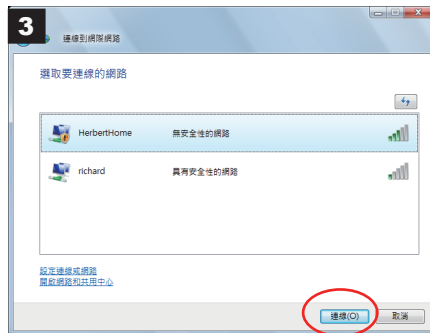 3
連線到網際網路
選取要連線的網路
HerbertHome 無安全性的網路
richard 具有安全性的網路
設定連線或網路
開啟網路和共用中心
連線(O) 取消